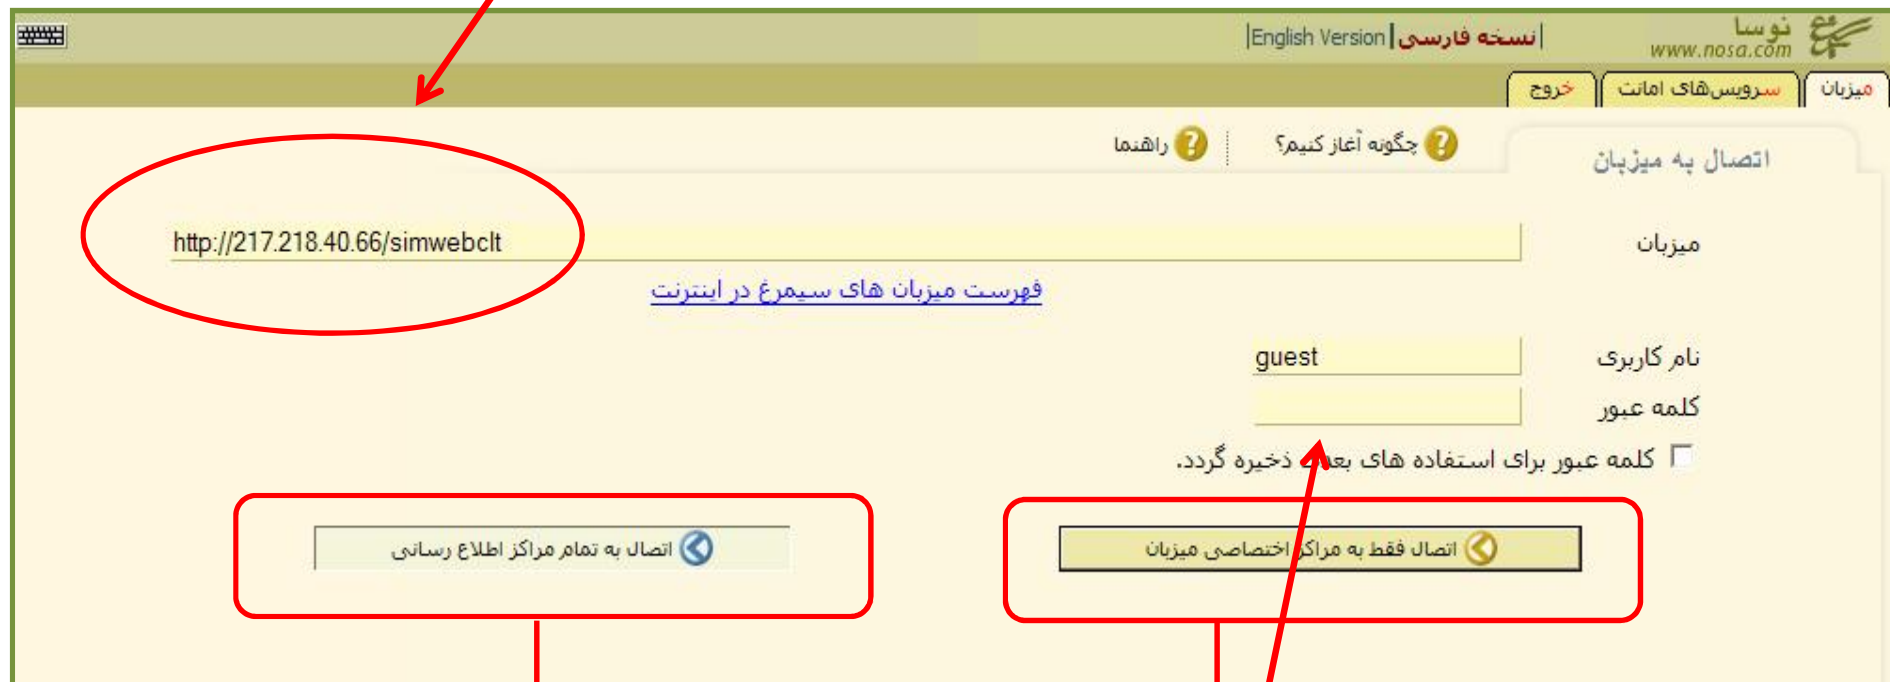 نوسا
www.nosa.com
|نسخه فارسی|English Version|
میزبان
سرویس‌های امانت
خروج
اتصال به میزبان
چگونه آغاز کنیم؟
راهنما
میزبان
http://217.218.40.66/simwebclt
فهرست میزبان های سیمرغ در اینترنت
نام کاربری
guest
کلمه عبور
کلمه عبور برای استفاده های بعدی ذخیره گردد.
اتصال فقط به مراکز اختصاصی میزبان
اتصال به تمام مراکز اطلاع رسانی